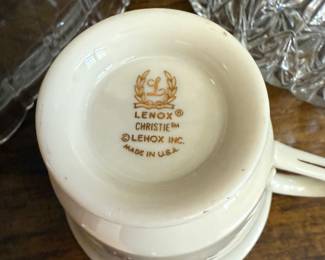 L
LENOX®
CHRISTIE™
©LENOX INC.
MADE IN U.S.A.